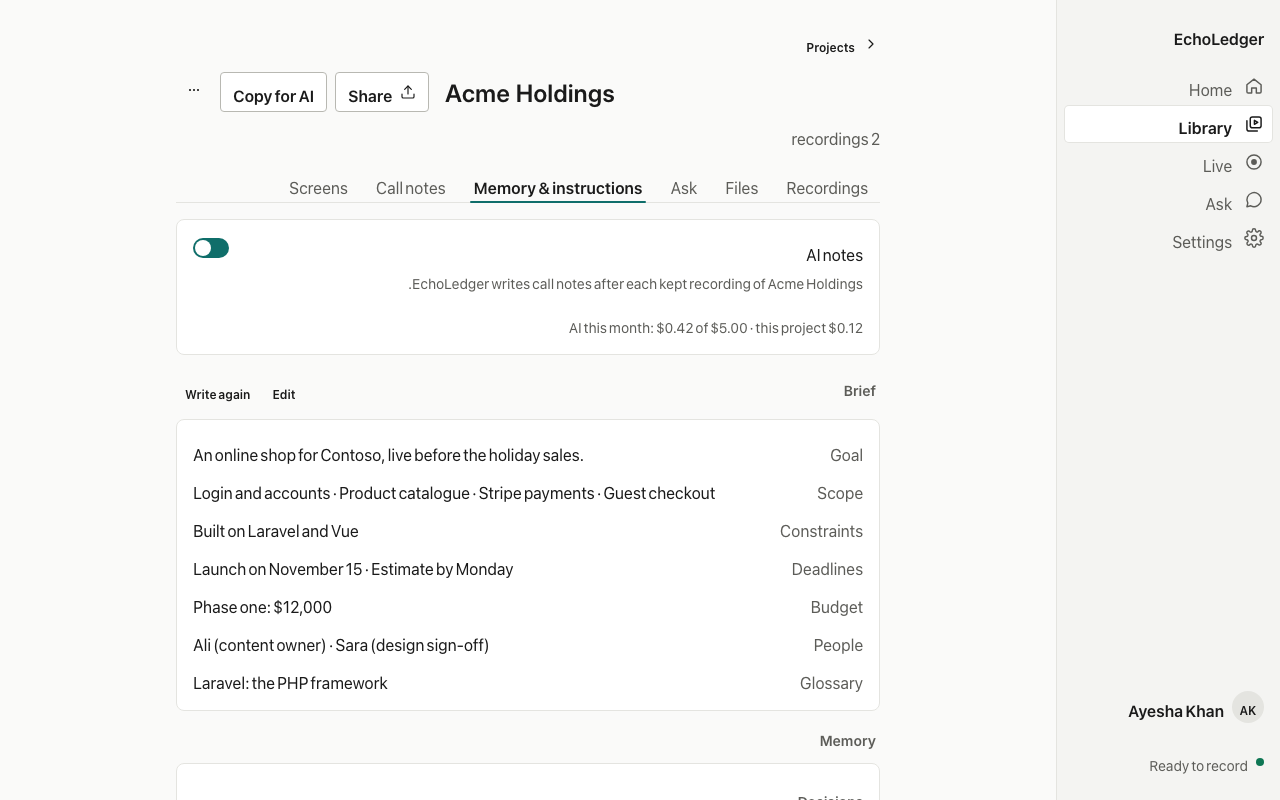 EchoLedger
Home
Library
Live
Ask
Settings
Ayesha Khan
AK
Ready to record
Projects
Acme Holdings
Share
Copy for AI
...
recordings 2
Recordings
Files
Ask
Memory & instructions
Call notes
Screens
AI notes
.EchoLedger writes call notes after each kept recording of Acme Holdings
AI this month: $0.42 of $5.00 · this project $0.12
Brief
Edit
Write again
Goal
An online shop for Contoso, live before the holiday sales.
Scope
Login and accounts · Product catalogue · Stripe payments · Guest checkout
Constraints
Built on Laravel and Vue
Deadlines
Launch on November 15 · Estimate by Monday
Budget
Phase one: $12,000
People
Ali (content owner) · Sara (design sign-off)
Glossary
Laravel: the PHP framework
Memory
Decisions